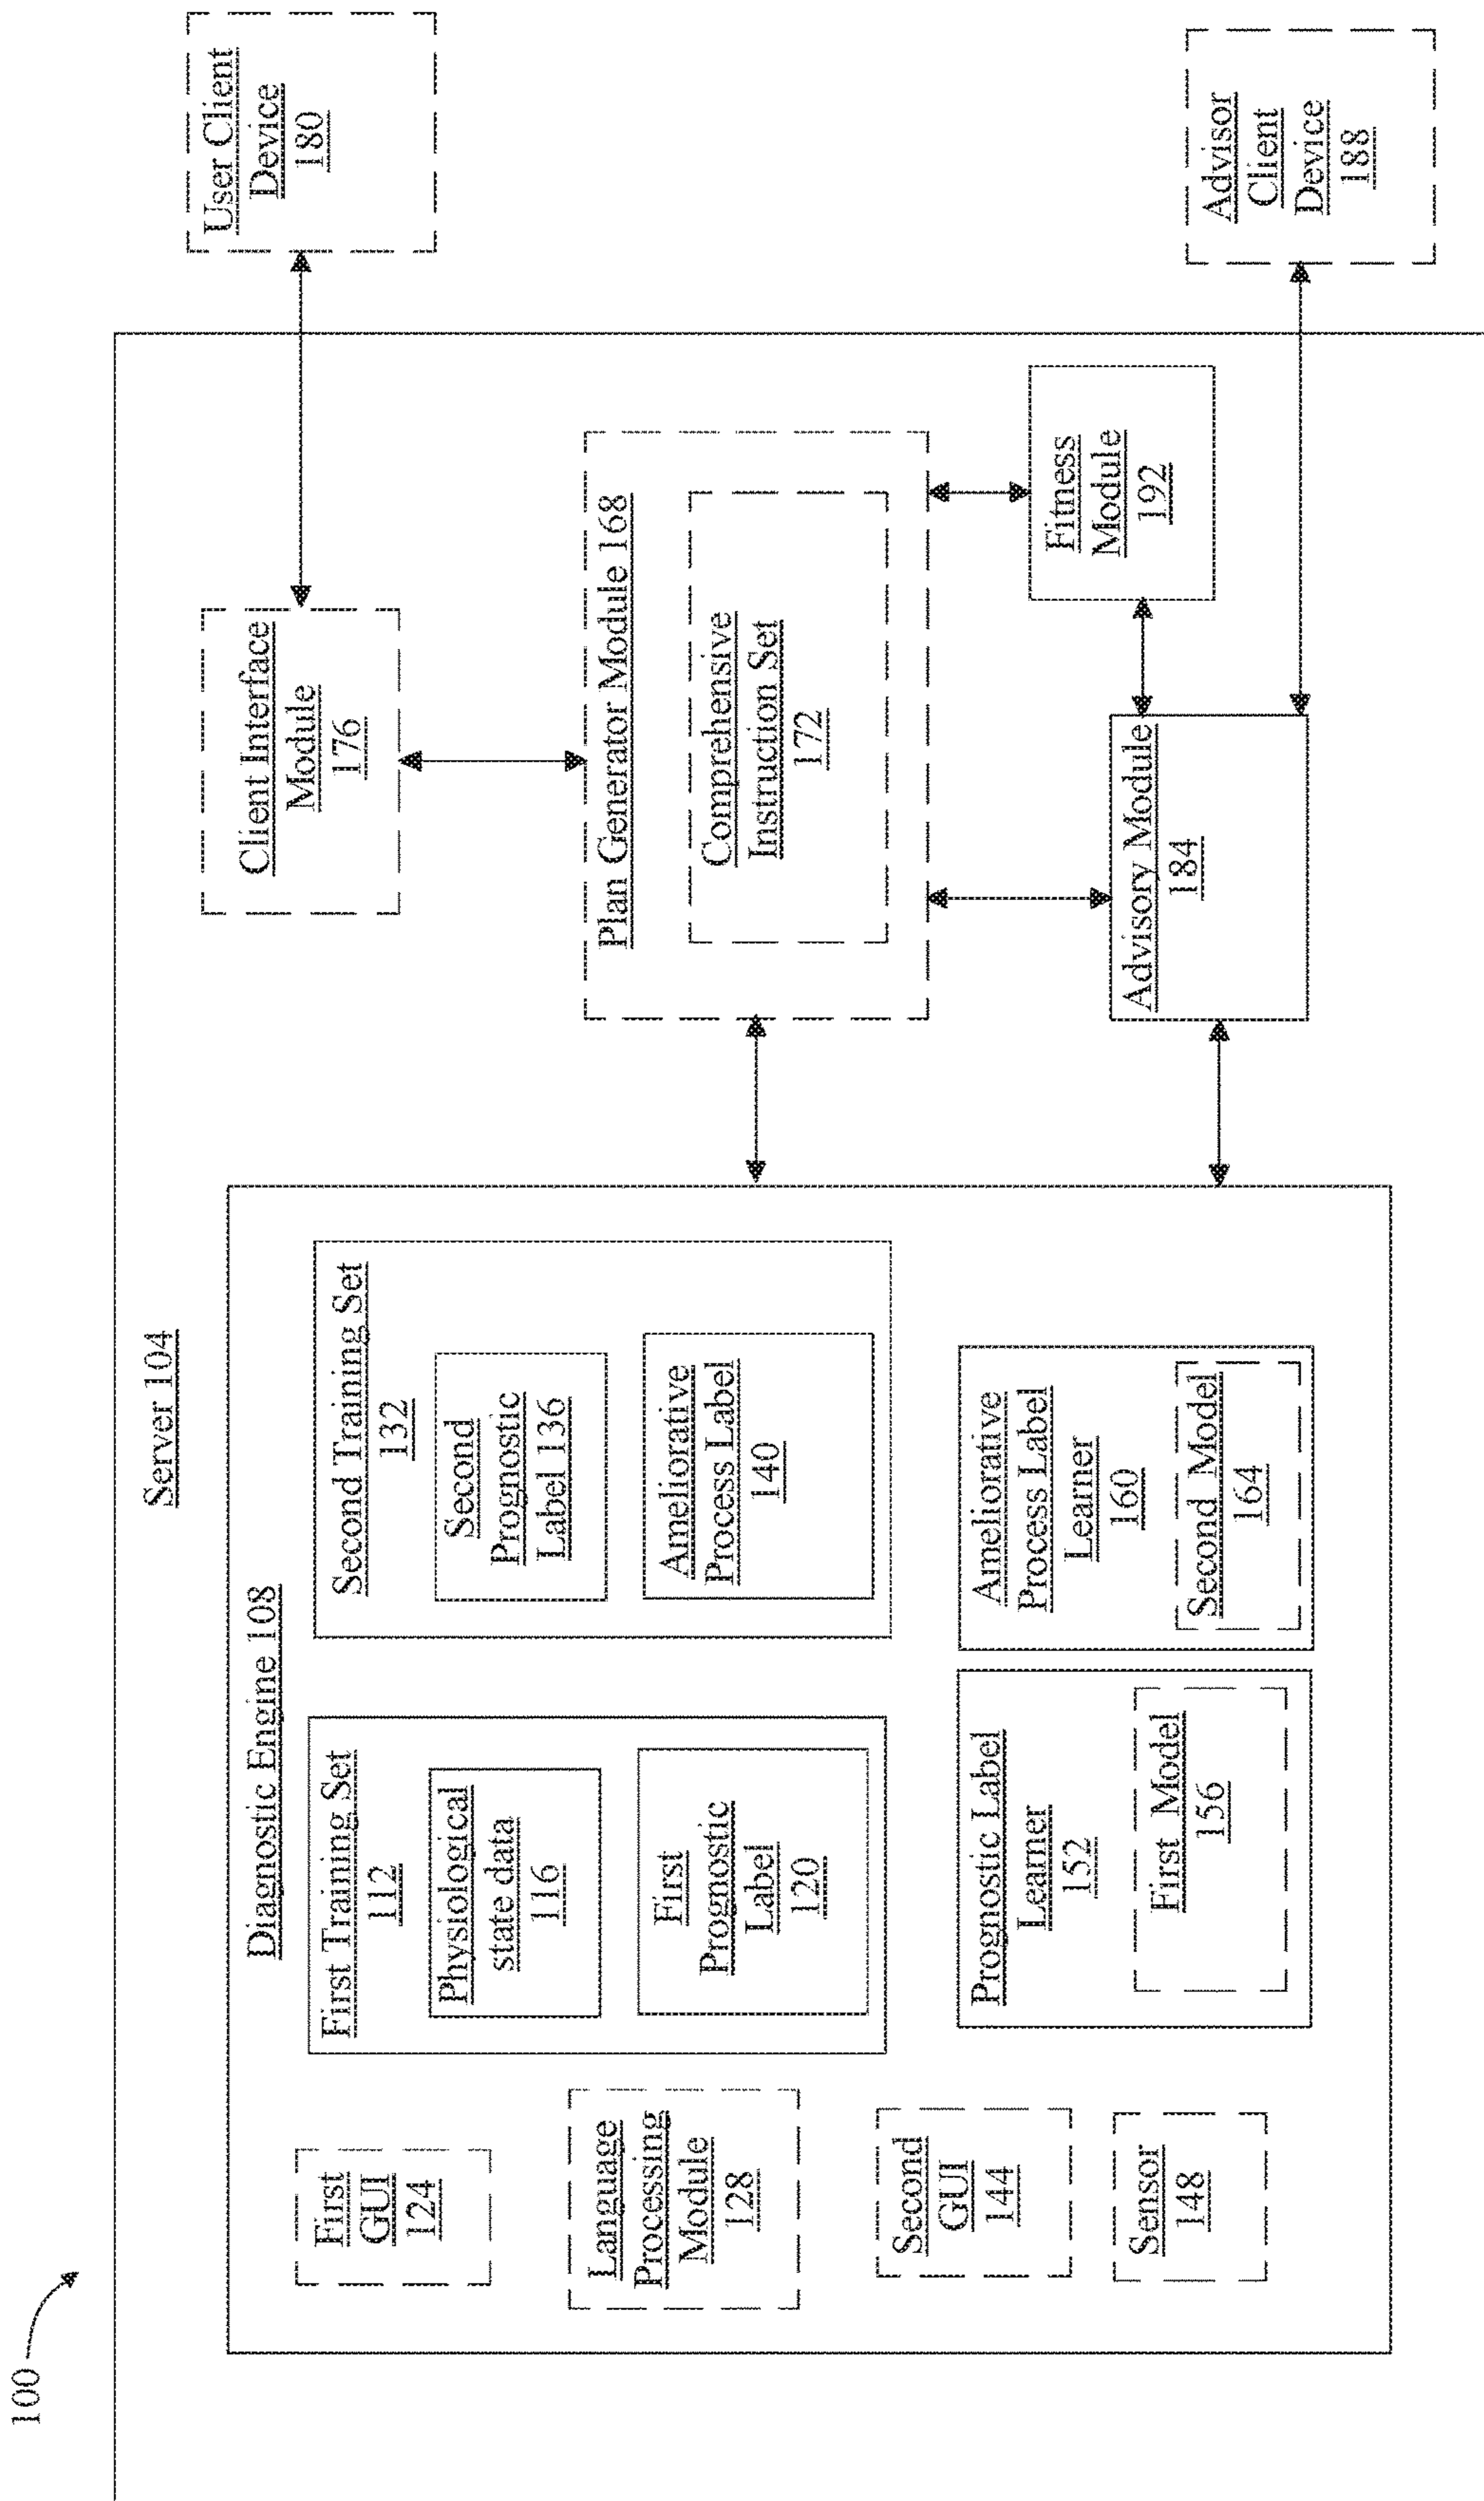 100
Server 104
Diagnostic Engine 108
First
GUI
124
Language
Processing
Module
128
Second
GUI
144
Sensor
148
First Training Set
112
Physiological
state data
116
First
Prognostic
Label
120
Second Training Set
132
Second
Prognostic
Label 136
Ameliorative
Process Label
140
Prognostic Label
Learner
152
First Model
156
Ameliorative
Process Label
Learner
160
Second Model
164
Client Interface
Module
176
Plan Generator Module 168
Comprehensive
Instruction Set
172
Advisory Module
184
Fitness
Module
192
User Client
Device
180
Advisor
Client
Device
188